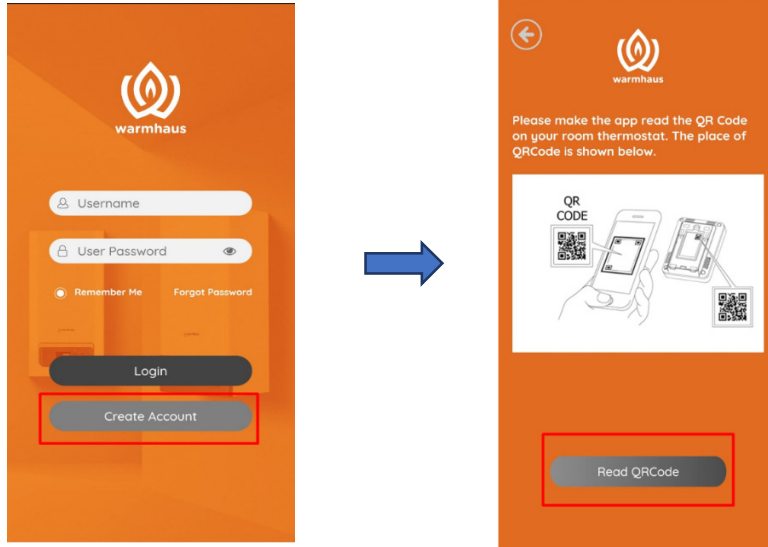 warmhaus
Username
User Password
Remember Me Forgot Password
Login
Create Account
warmhaus
Please make the app read the QR Code
on your room thermostat. The place of
QRCode is shown below.
QR
CODE
Read QRCode